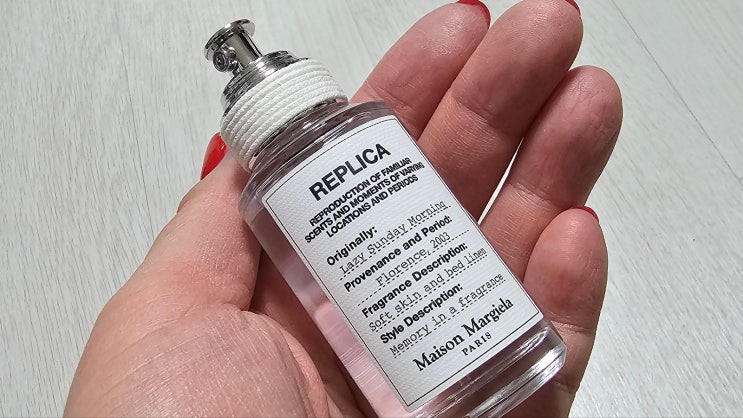 REPLICA
REPRODUCTION OF FAMILIAR
SCENTS AND MOMENTS OF VARYING
LOCATIONS AND PERIODS
Originally:
Lazy Sunday Morning
Provenance and Period:
Florence, 2003
Fragrance Description:
Soft skin and bed linen
Style Description:
Memory in a fragrance
Maison Margiela
PARIS